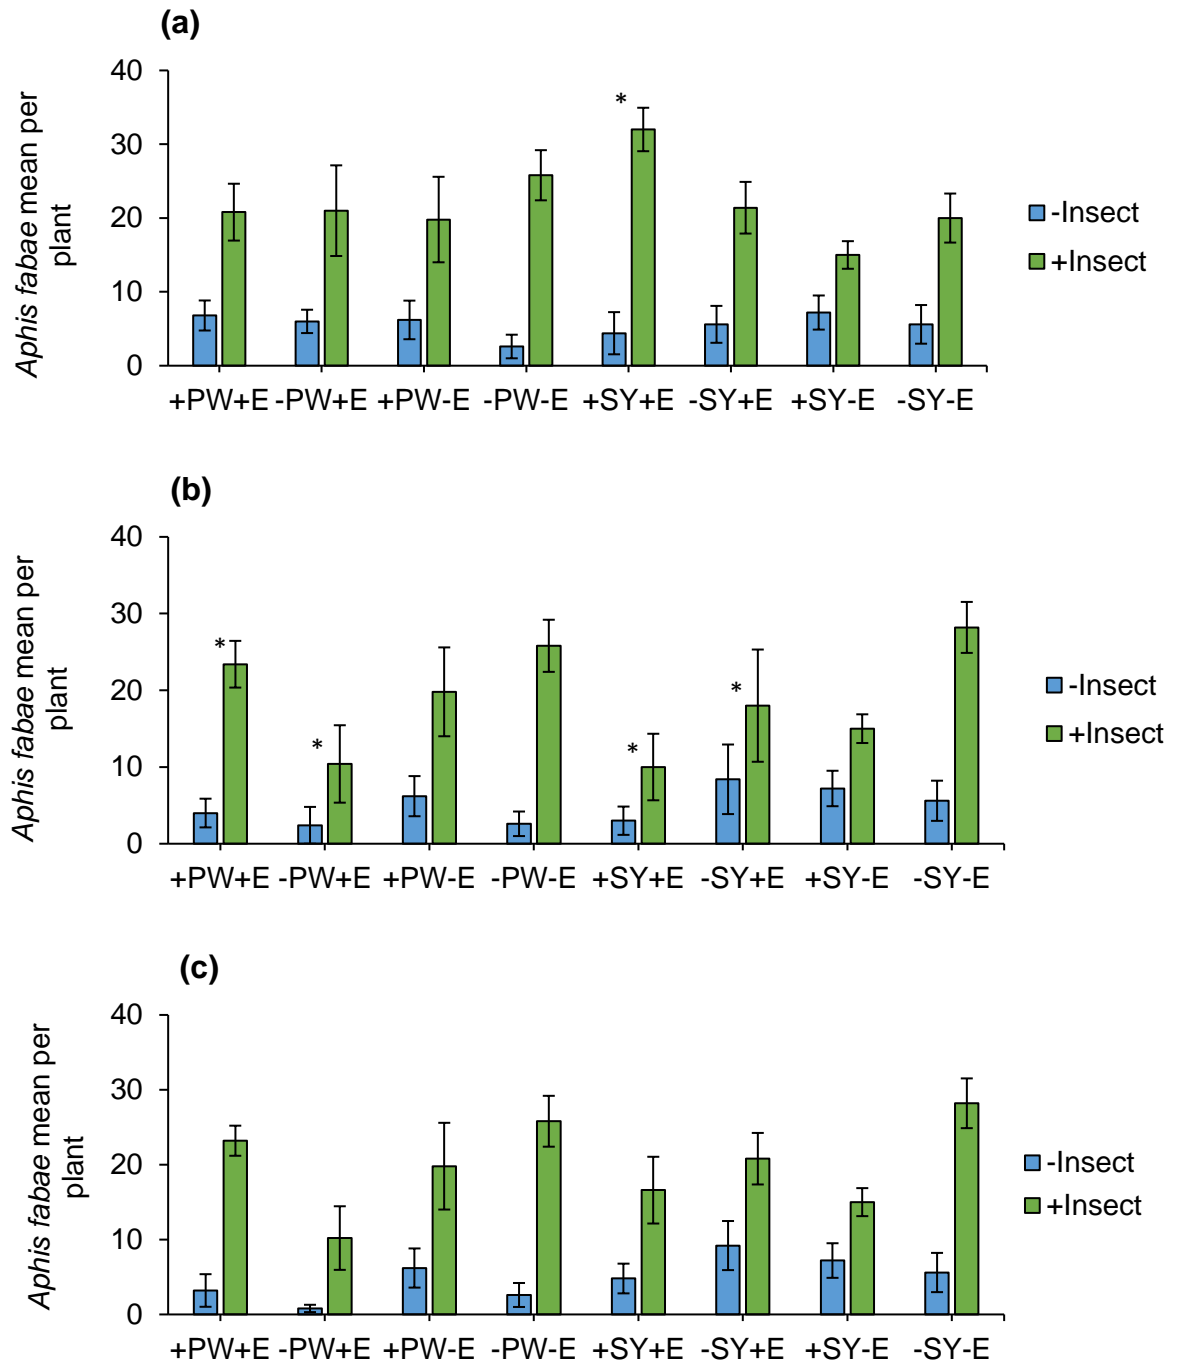 (a)
Aphis fabae mean per
plant
40
30
20
10
0
*
+PW+E -PW+E +PW-E -PW-E +SY+E -SY+E +SY-E -SY-E
-Insect
+Insect
(b)
Aphis fabae mean per
plant
40
30
20
10
0
* * * *
+PW+E -PW+E +PW-E -PW-E +SY+E -SY+E +SY-E -SY-E
-Insect
+Insect
(c)
Aphis fabae mean per
plant
40
30
20
10
0
+PW+E -PW+E +PW-E -PW-E +SY+E -SY+E +SY-E -SY-E
-Insect
+Insect